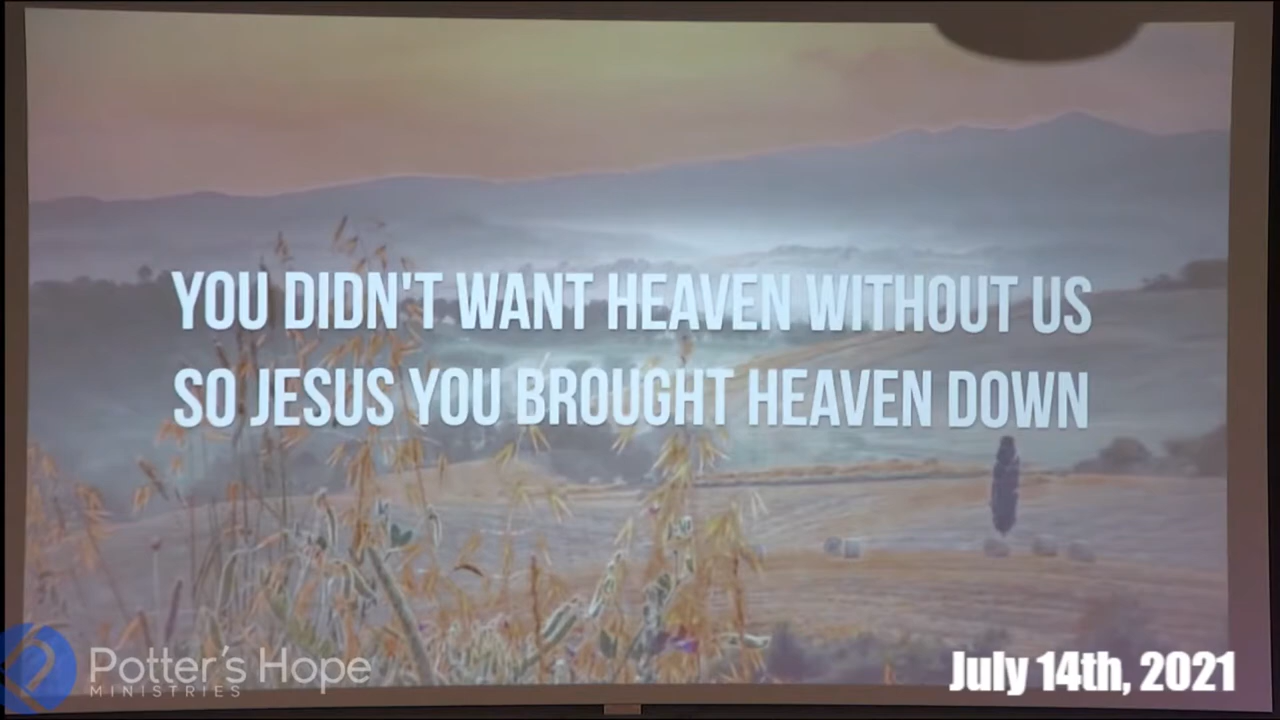 YOU DIDN'T WANT HEAVEN WITHOUT US
SO JESUS YOU BROUGHT HEAVEN DOWN
Potter's Hope
MINISTRIES
July 14th, 2021